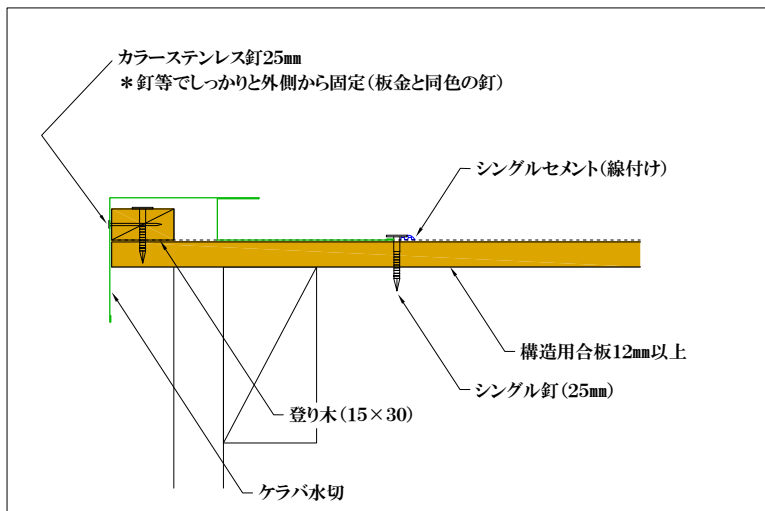 カラーステンレス釘25㎜
＊釘等でしっかりと外側から固定（板金と同色の釘）
シングルセメント（線付け）
構造用合板12㎜以上
シングル釘（25㎜）
登り木（15×30）
ケラバ水切